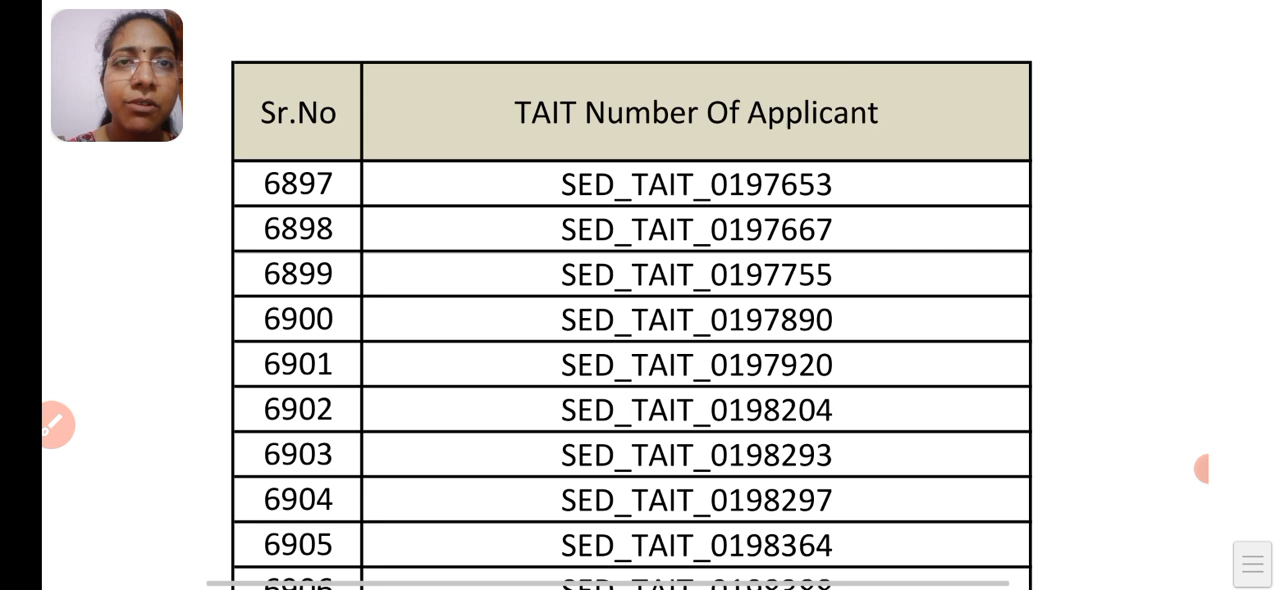 Sr.No TAIT Number Of Applicant
6897 SED_TAIT_0197653
6898 SED_TAIT_0197667
6899 SED_TAIT_0197755
6900 SED_TAIT_0197890
6901 SED_TAIT_0197920
6902 SED_TAIT_0198204
6903 SED_TAIT_0198293
6904 SED_TAIT_0198297
6905 SED_TAIT_0198364